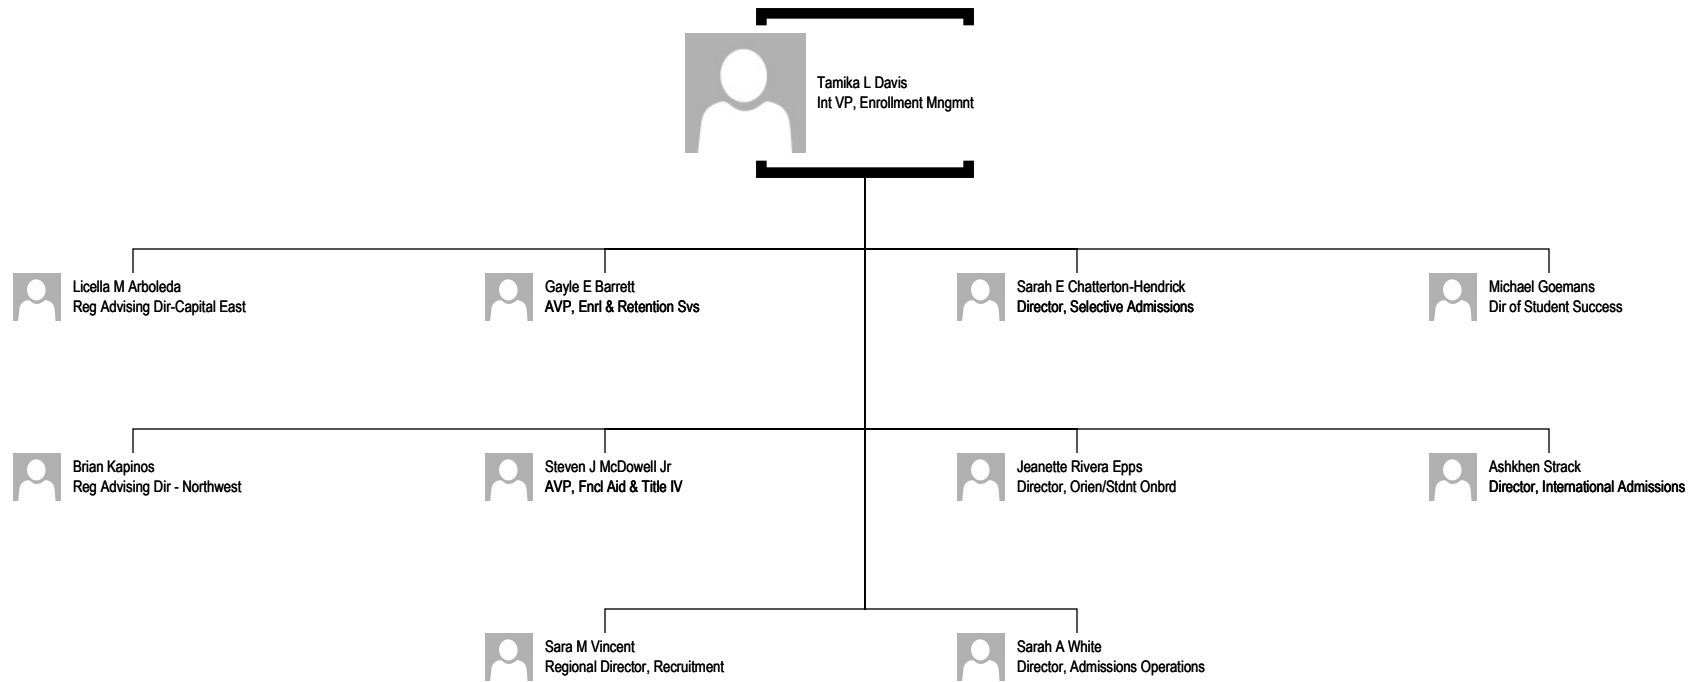 Tamika L Davis
Int VP, Enrollment Mngmnt
Licella M Arboleda
Reg Advising Dir-Capital East
Gayle E Barrett
AVP, Enrl & Retention Svs
Sarah E Chatterton-Hendrick
Director, Selective Admissions
Michael Goemans
Dir of Student Success
Brian Kapinos
Reg Advising Dir - Northwest
Steven J McDowell Jr
AVP, Fncl Aid & Title IV
Jeanette Rivera Epps
Director, Orien/Stdnt Onbrd
Ashkhen Strack
Director, International Admissions
Sara M Vincent
Regional Director, Recruitment
Sarah A White
Director, Admissions Operations